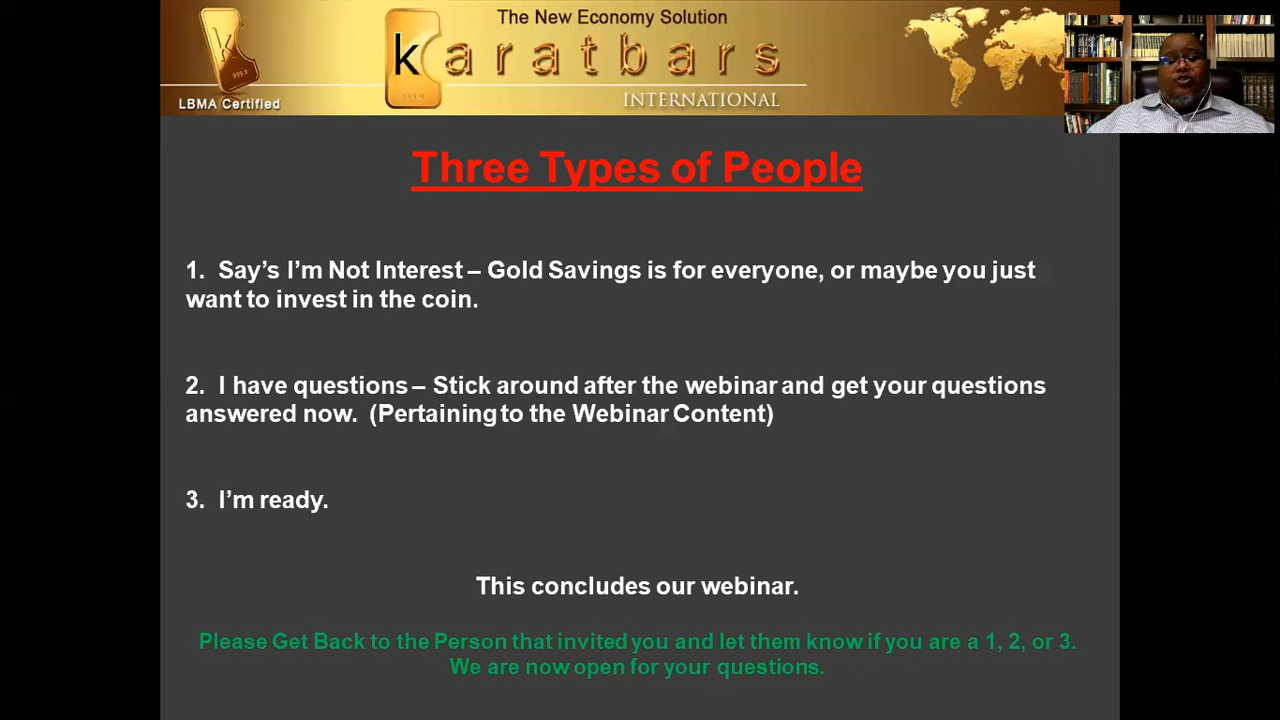 The New Economy Solution
karatbars
INTERNATIONAL
k
999.9
LBMA Certified
999.9
Three Types of People
1. Say's I'm Not Interest – Gold Savings is for everyone, or maybe you just
want to invest in the coin.
2. I have questions – Stick around after the webinar and get your questions
answered now. (Pertaining to the Webinar Content)
3. I'm ready.
This concludes our webinar.
Please Get Back to the Person that invited you and let them know if you are a 1, 2, or 3.
We are now open for your questions.